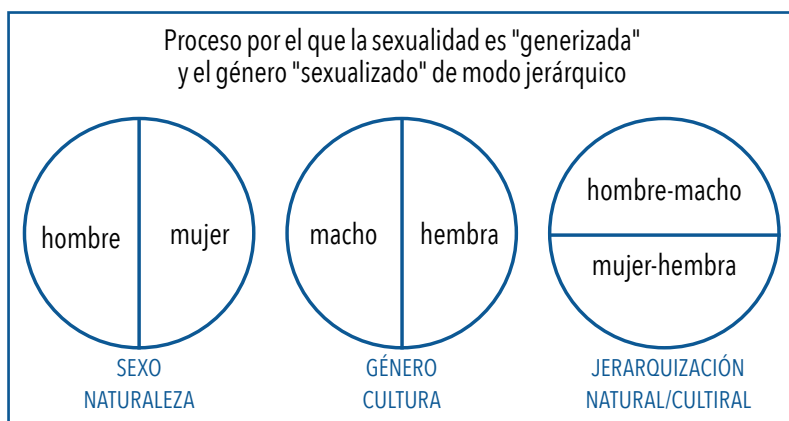 Proceso por el que la sexualidad es "generizada"
y el género "sexualizado" de modo jerárquico
hombre
mujer
macho
hembra
hombre-macho
mujer-hembra
SEXO
NATURALEZA
GÉNERO
CULTURA
JERARQUIZACIÓN
NATURAL/CULTIRAL